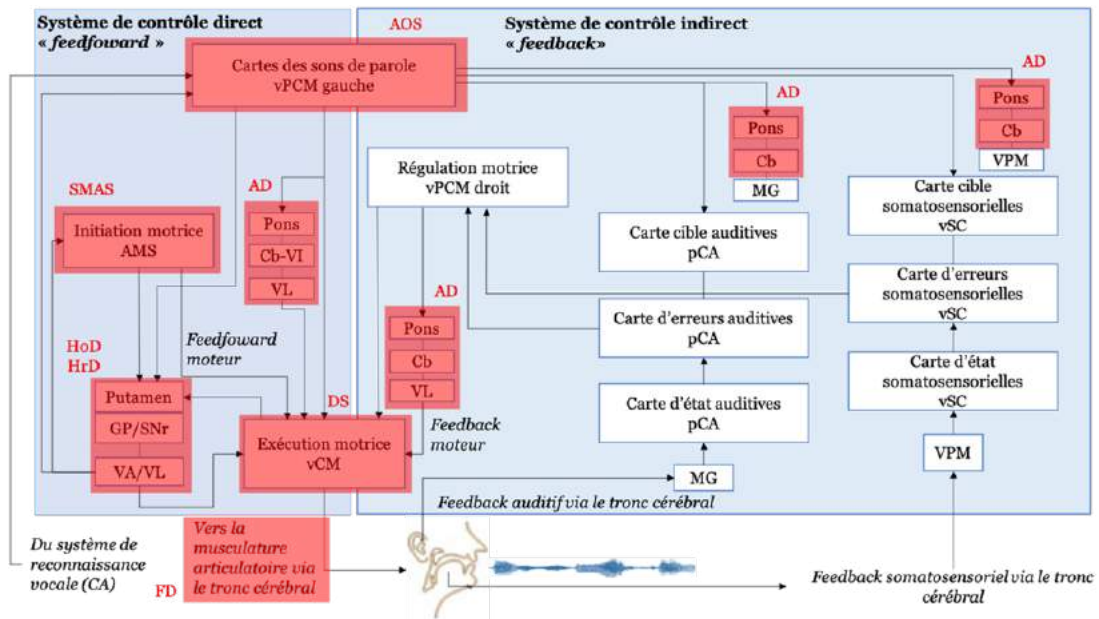 Système de contrôle direct
« feedfoward »
AOS
Système de contrôle indirect
« feedback»
Cartes des sons de parole
vPCM gauche
AD
Pons
Cb
MG
AD
Pons
Cb
VPM
Régulation motrice
vPCM droit
SMAS
Initiation motrice
AMS
AD
Pons
Cb-VI
VL
Carte cible auditives
pCA
Carte cible
somatosensorielles
vSC
Carte d'erreurs
somatosensorielles
vSC
AD
Pons
Cb
VL
Carte d'erreurs auditives
pCA
Feedfoward
moteur
HoD
HrD
Putamen
GP/SNr
VA/VL
DS
Exécution motrice
vCM
Feedback
moteur
Carte d'état auditives
pCA
Carte d'état
somatosensorielles
vSC
MG
VPM
Feedback auditif via le tronc cérébral
Du système de
reconnaissance
vocale (CA)
FD
Vers la
musculature
articulatoire via
le tronc cérébral
Feedback somatosensoriel via le tronc
cérébral